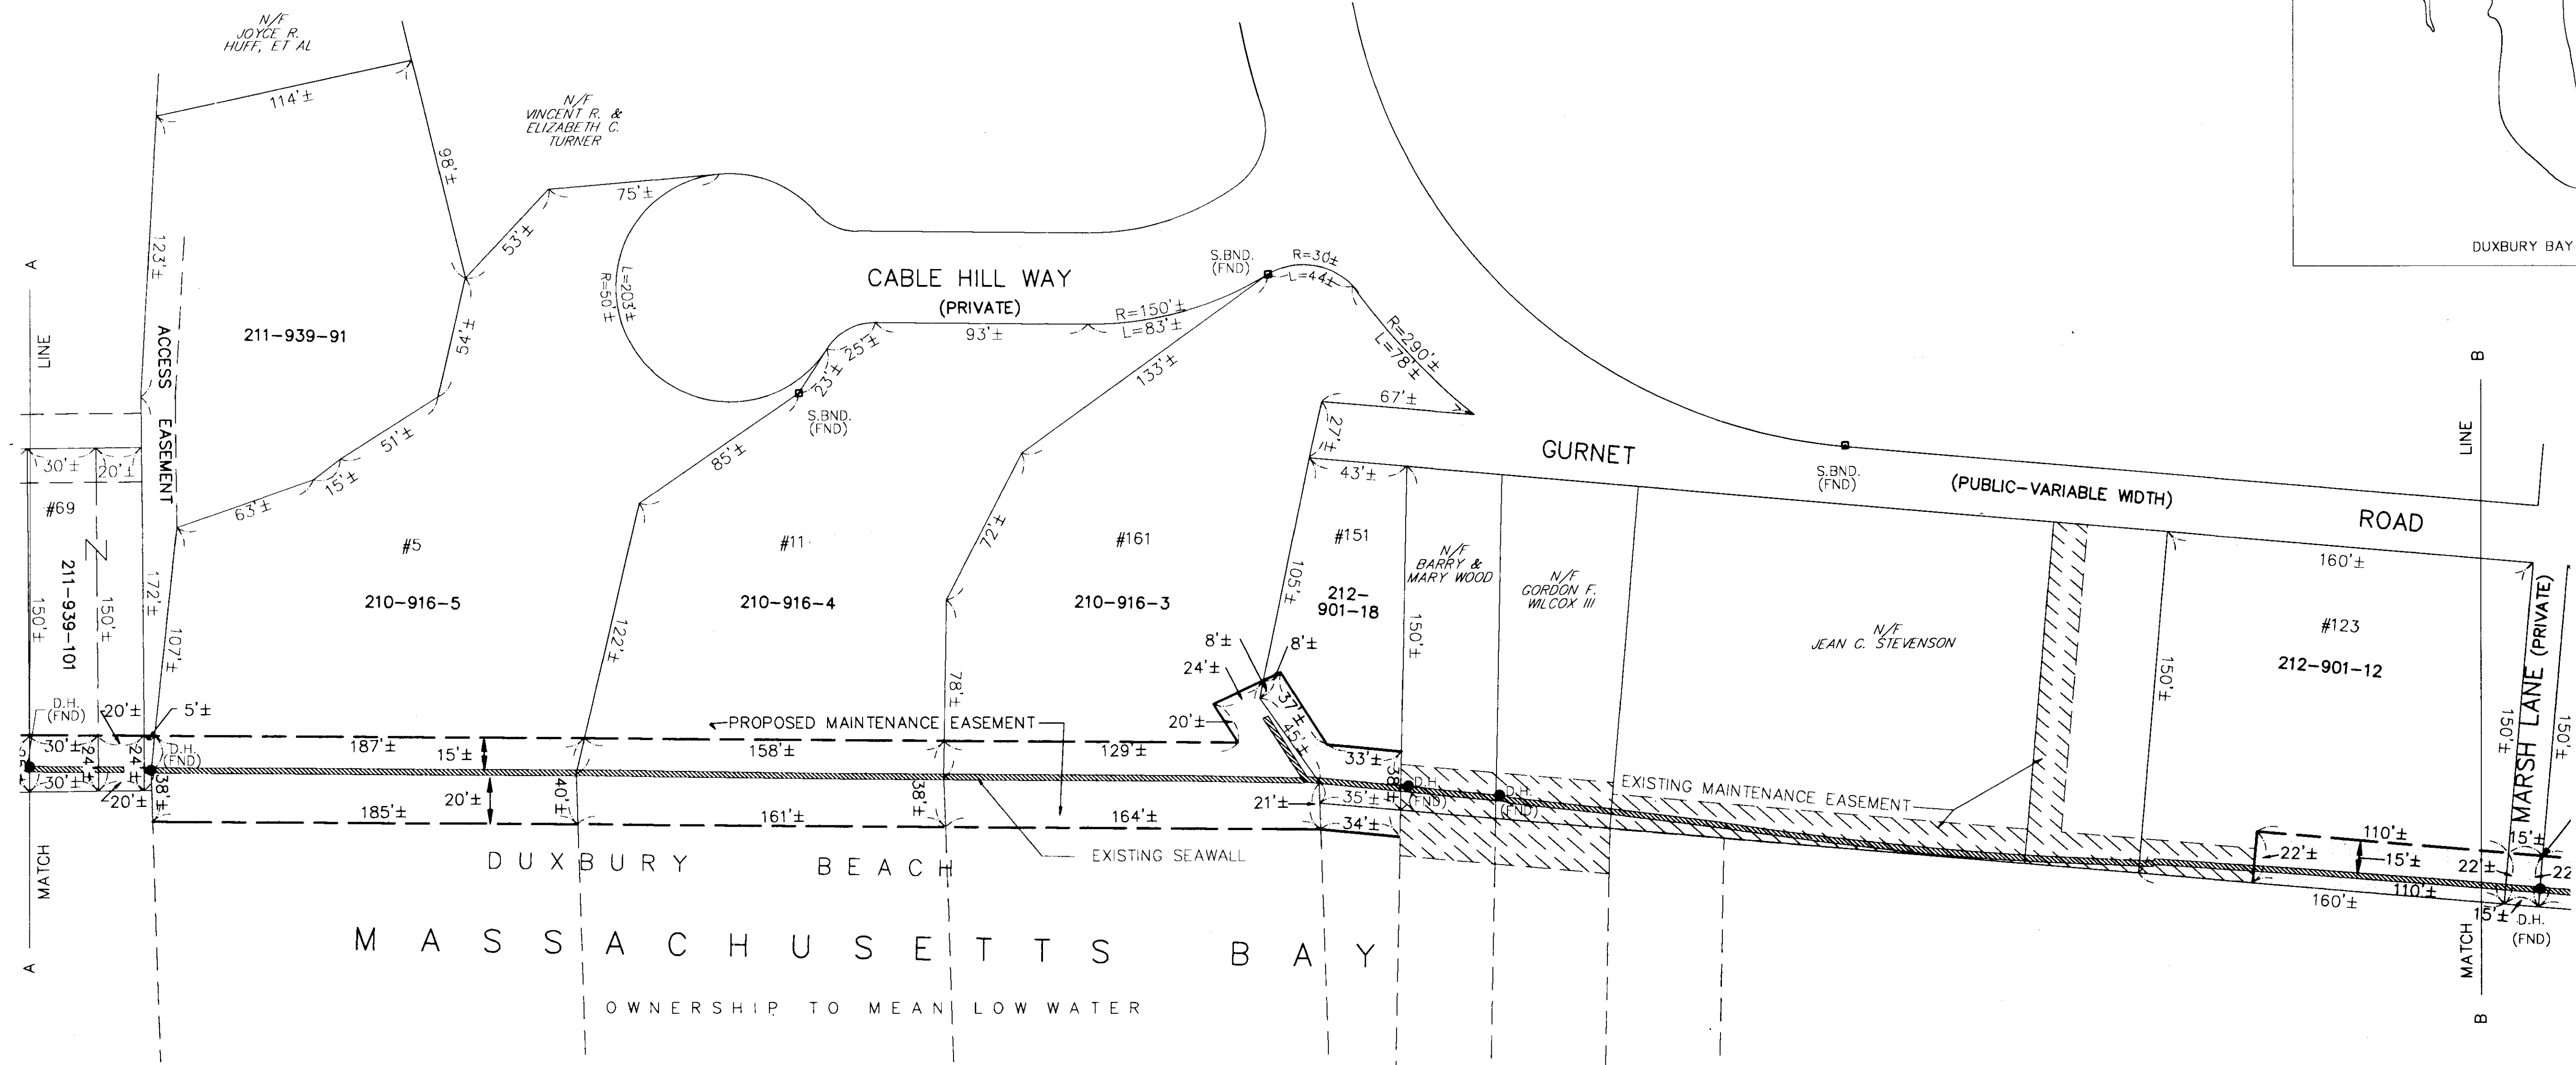 N/F
JOYCE R.
HUFF, ET AL
114'±
N/F
VINCENT R. &
ELIZABETH C.
TURNER
98'±
75'±
53'±
123'±
54'±
211-939-91
ACCESS EASEMENT
L=203'±
R=50'±
CABLE HILL WAY
(PRIVATE)
S.BND.
(FND)
R=30±
L=44±
R=150'±
L=83'±
93'±
25'±
23'±
S.BND.
(FND)
133'±
R=290'±
L=78'±
67'±
27'±
DUXBURY BAY
A
LINE
B
LINE
51'±
15'±
63'±
85'±
30'±
20'±
#69
211-939-101
150'±
150'±
172'±
107'±
#5
210-916-5
122'±
#11
210-916-4
72'±
78'±
#161
210-916-3
105'±
43'±
#151
212-
901-18
150'±
GURNET
S.BND.
(FND)
(PUBLIC-VARIABLE WIDTH)
ROAD
N/F
BARRY &
MARY WOOD
N/F
GORDON F.
WILCOX III
N/F
JEAN C. STEVENSON
160'±
#123
212-901-12
150'±
MARSH LANE (PRIVATE)
150'±
150'±
8'±
8'±
24'±
20'±
37'±
45'±
D.H.
(FND)
20'±
5'±
PROPOSED MAINTENANCE EASEMENT
30'±
24'±
24'±
D.H.
(FND)
187'±
15'±
158'±
129'±
33'±
38'±
30'±
20'±
38'±
185'±
20'±
40'±
161'±
38'±
164'±
21'±
35'±
34'±
D.H.
(FND)
D.H.
(FND)
EXISTING MAINTENANCE EASEMENT
EXISTING SEAWALL
110'±
15'±
22'±
15'±
22'±
22
110'±
160'±
15'±
D.H.
(FND)
DUXBURY BEACH
MASSACHUSETTS BAY
OWNERSHIP TO MEAN LOW WATER
MATCH
A
MATCH
B